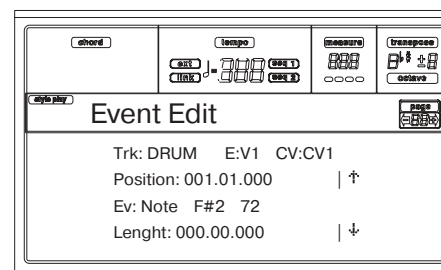 chord tempo measure transpose
ext seq 1
link seq 2
octave
style play
Event Edit
page
Trk: DRUM E:V1 CV:CV1
Position: 001.01.000
Ev: Note F#2 72
Lenght: 000.00.000